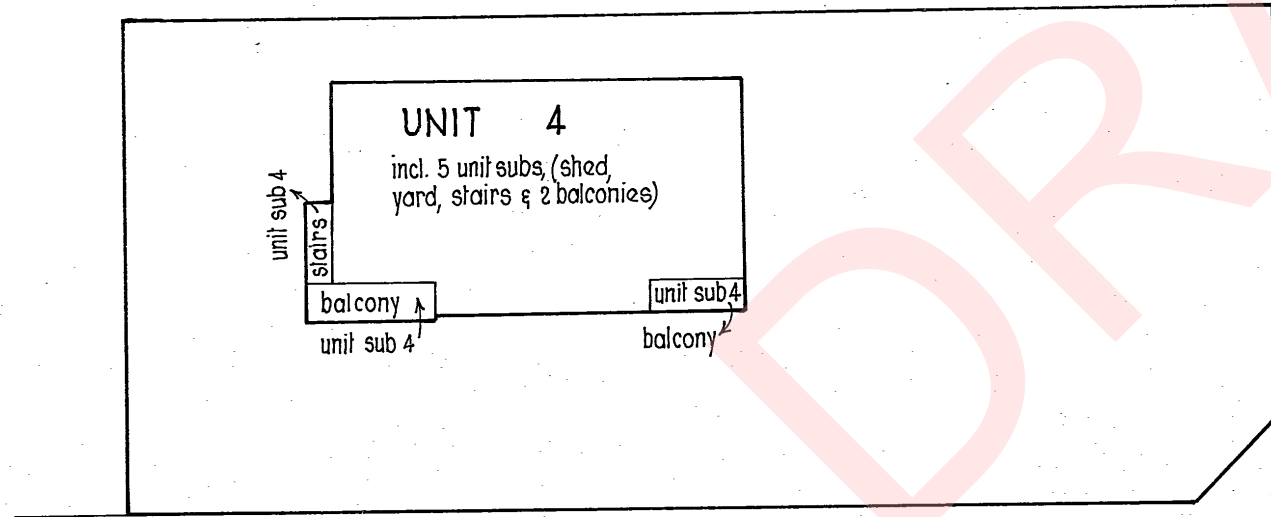 UNIT 4
incl. 5 unit subs, (shed,
yard, stairs & 2 balconies)
unit sub 4
stairs
balcony
unit sub 4
unit sub 4
balcony
DR